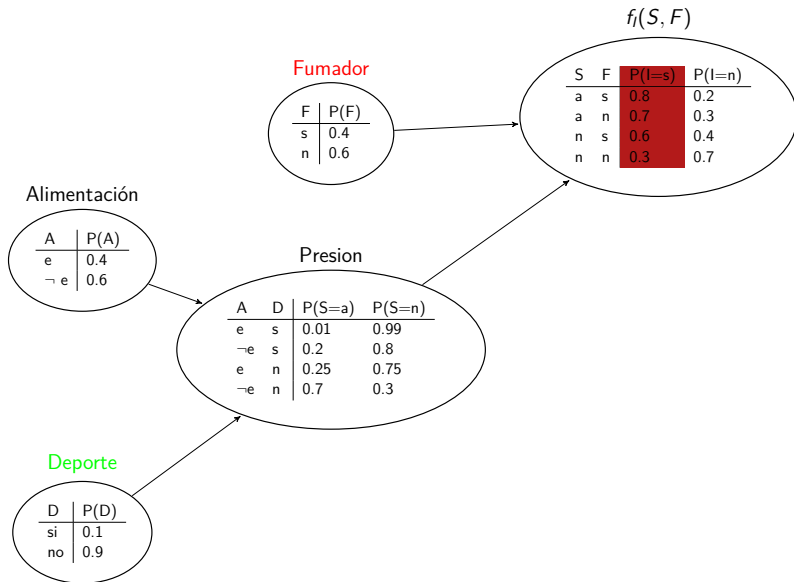 f_I(S, F)
S F P(I=s) P(I=n)
a s 0.8 0.2
a n 0.7 0.3
n s 0.6 0.4
n n 0.3 0.7
Fumador
F P(F)
s 0.4
n 0.6
Alimentación
A P(A)
e 0.4
¬ e 0.6
Presion
A D P(S=a) P(S=n)
e s 0.01 0.99
¬e s 0.2 0.8
e n 0.25 0.75
¬e n 0.7 0.3
Deporte
D P(D)
si 0.1
no 0.9